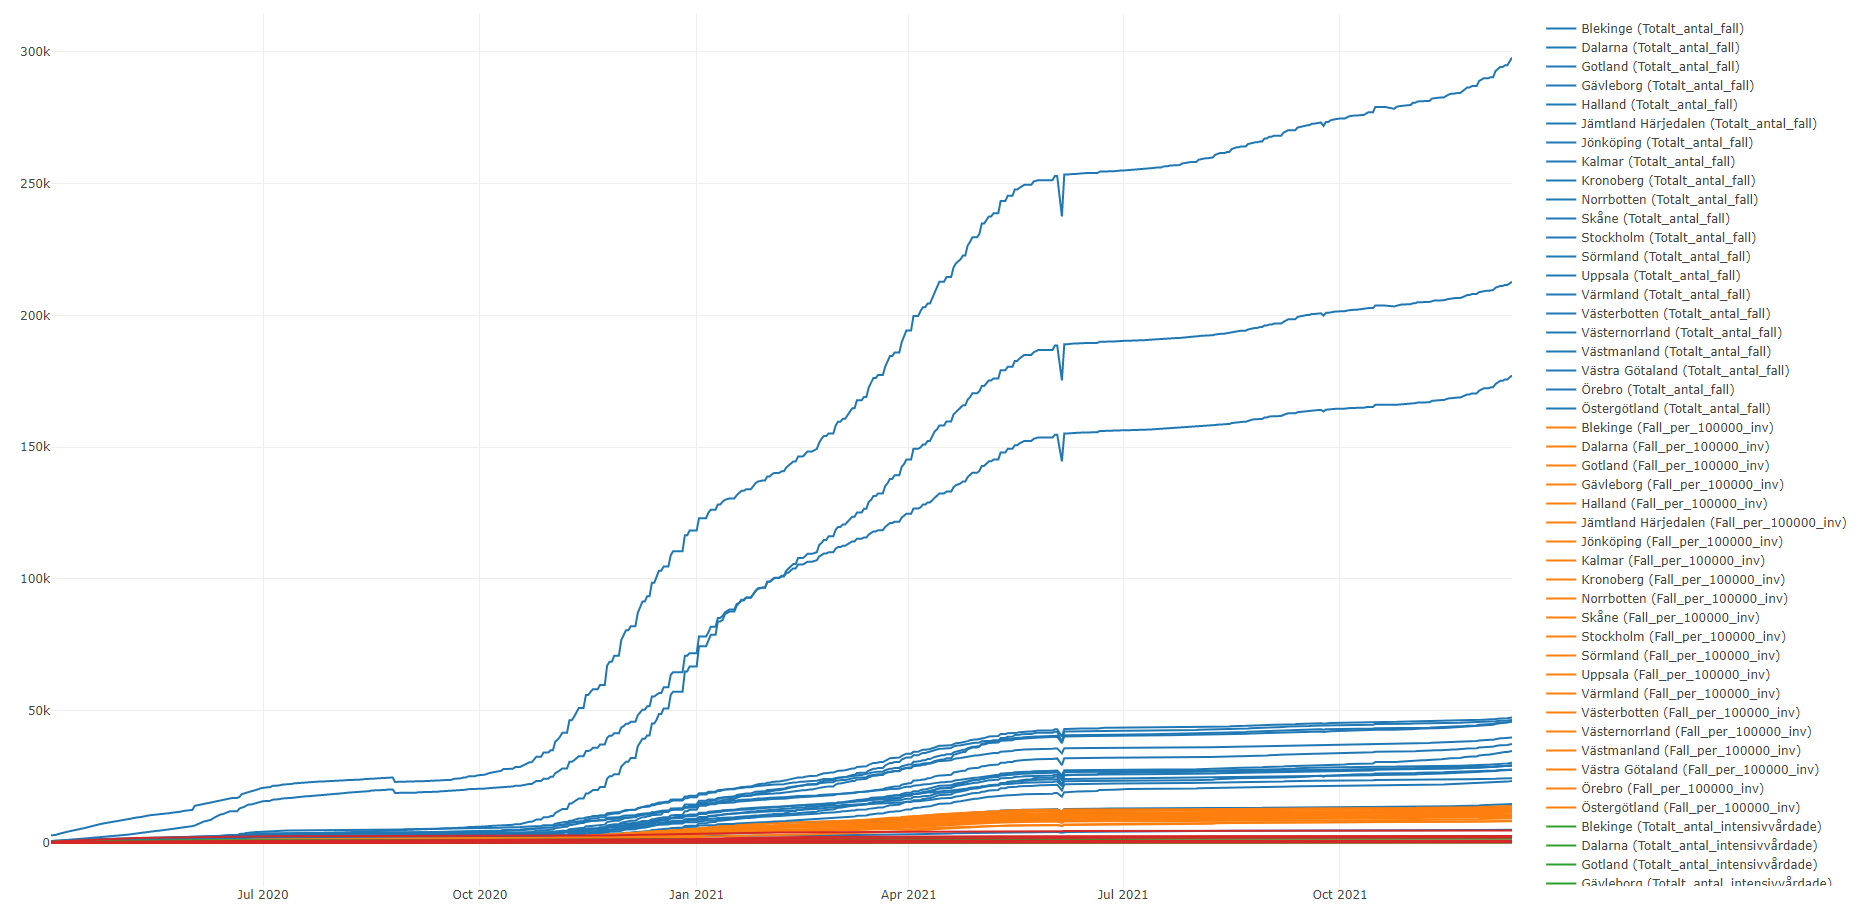 300k
250k
200k
150k
100k
50k
0
Jul 2020
Oct 2020
Jan 2021
Apr 2021
Jul 2021
Oct 2021
Blekinge (Totalt_antal_fall)
Dalarna (Totalt_antal_fall)
Gotland (Totalt_antal_fall)
Gävleborg (Totalt_antal_fall)
Halland (Totalt_antal_fall)
Jämtland Härjedalen (Totalt_antal_fall)
Jönköping (Totalt_antal_fall)
Kalmar (Totalt_antal_fall)
Kronoberg (Totalt_antal_fall)
Norrbotten (Totalt_antal_fall)
Skåne (Totalt_antal_fall)
Stockholm (Totalt_antal_fall)
Sörmland (Totalt_antal_fall)
Uppsala (Totalt_antal_fall)
Värmland (Totalt_antal_fall)
Västerbotten (Totalt_antal_fall)
Västernorrland (Totalt_antal_fall)
Västmanland (Totalt_antal_fall)
Västra Götaland (Totalt_antal_fall)
Örebro (Totalt_antal_fall)
Östergötland (Totalt_antal_fall)
Blekinge (Fall_per_100000_inv)
Dalarna (Fall_per_100000_inv)
Gotland (Fall_per_100000_inv)
Gävleborg (Fall_per_100000_inv)
Halland (Fall_per_100000_inv)
Jämtland Härjedalen (Fall_per_100000_inv)
Jönköping (Fall_per_100000_inv)
Kalmar (Fall_per_100000_inv)
Kronoberg (Fall_per_100000_inv)
Norrbotten (Fall_per_100000_inv)
Skåne (Fall_per_100000_inv)
Stockholm (Fall_per_100000_inv)
Sörmland (Fall_per_100000_inv)
Uppsala (Fall_per_100000_inv)
Värmland (Fall_per_100000_inv)
Västerbotten (Fall_per_100000_inv)
Västernorrland (Fall_per_100000_inv)
Västmanland (Fall_per_100000_inv)
Västra Götaland (Fall_per_100000_inv)
Örebro (Fall_per_100000_inv)
Östergötland (Fall_per_100000_inv)
Blekinge (Totalt_antal_intensivvårdade)
Dalarna (Totalt_antal_intensivvårdade)
Gotland (Totalt_antal_intensivvårdade)
Gävleborg (Totalt_antal_intensivvårdade)